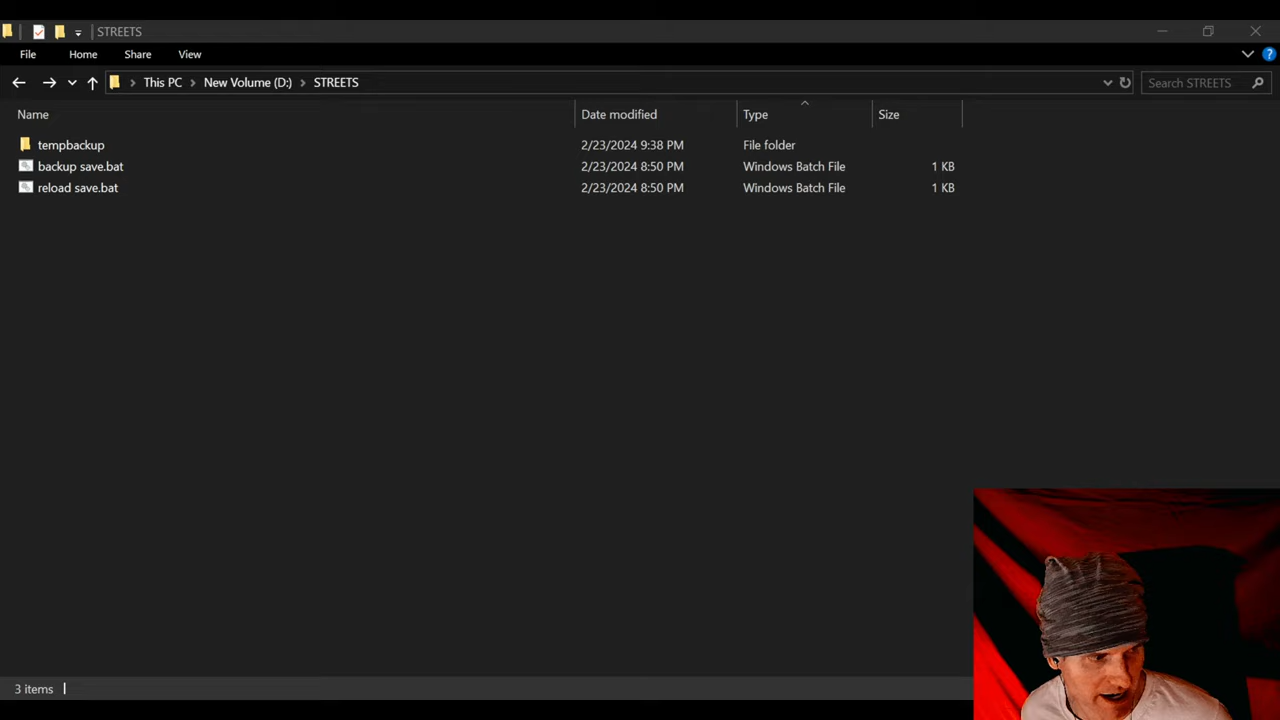 STREETS
File Home Share View
This PC New Volume (D:) STREETS Search STREETS
Name Date modified Type Size
tempbackup 2/23/2024 9:38 PM File folder
backup save.bat 2/23/2024 8:50 PM Windows Batch File 1 KB
reload save.bat 2/23/2024 8:50 PM Windows Batch File 1 KB
3 items